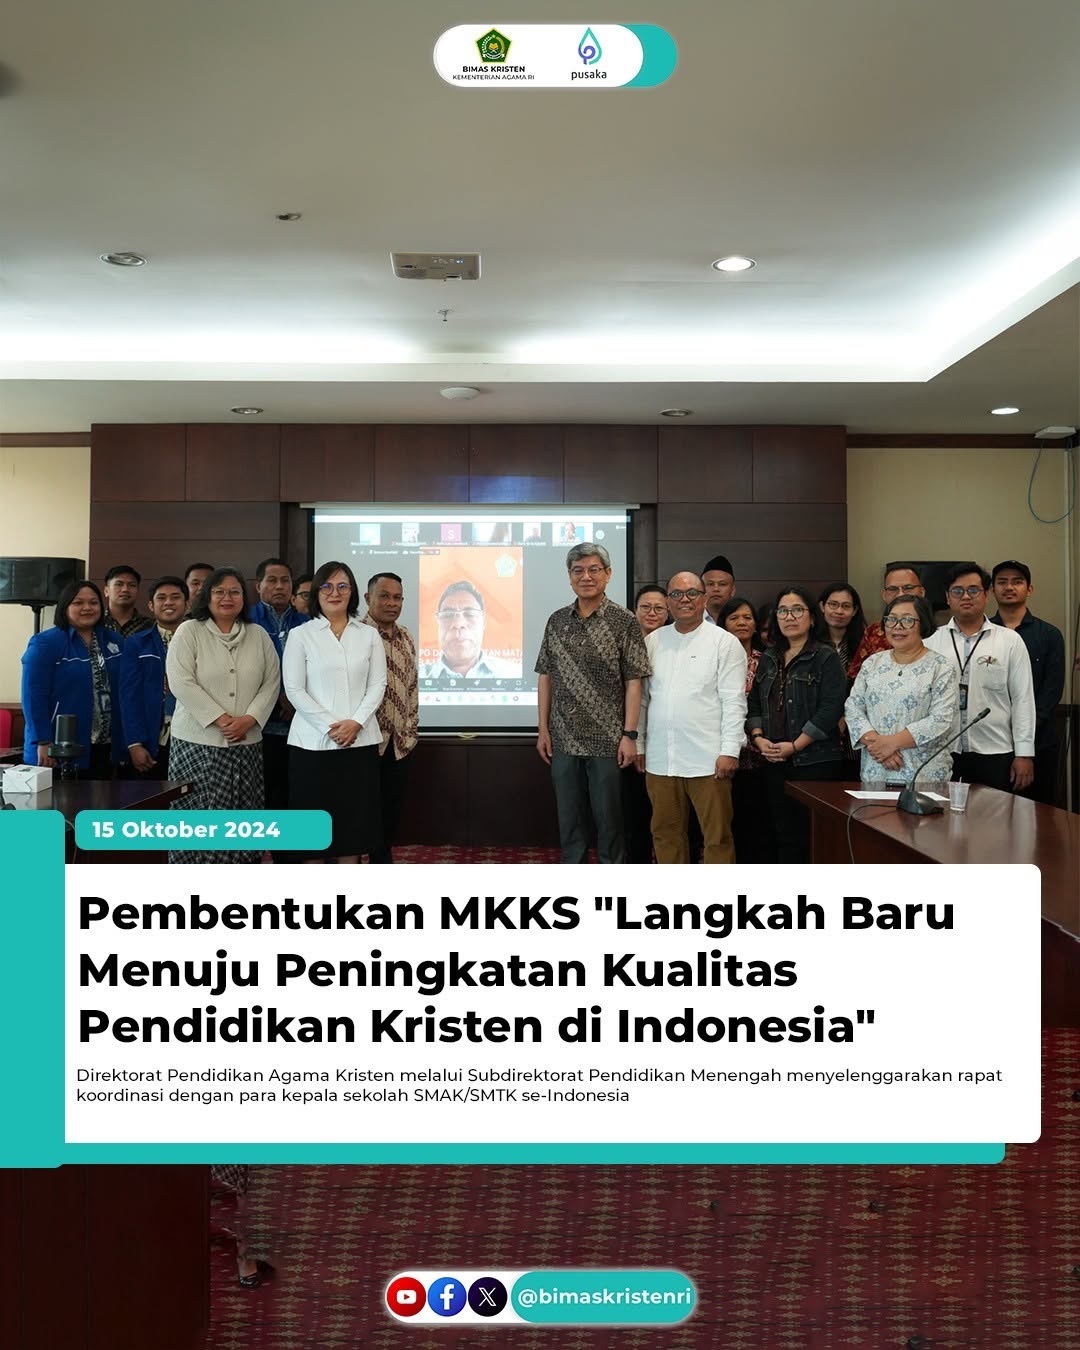 BIMAS KRISTEN
KEMENTERIAN AGAMA RI
pusaka
S
15 Oktober 2024
Pembentukan MKKS "Langkah Baru
Menuju Peningkatan Kualitas
Pendidikan Kristen di Indonesia"
Direktorat Pendidikan Agama Kristen melalui Subdirektorat Pendidikan Menengah menyelenggarakan rapat
koordinasi dengan para kepala sekolah SMAK/SMTK se-Indonesia
@bimaskristenri